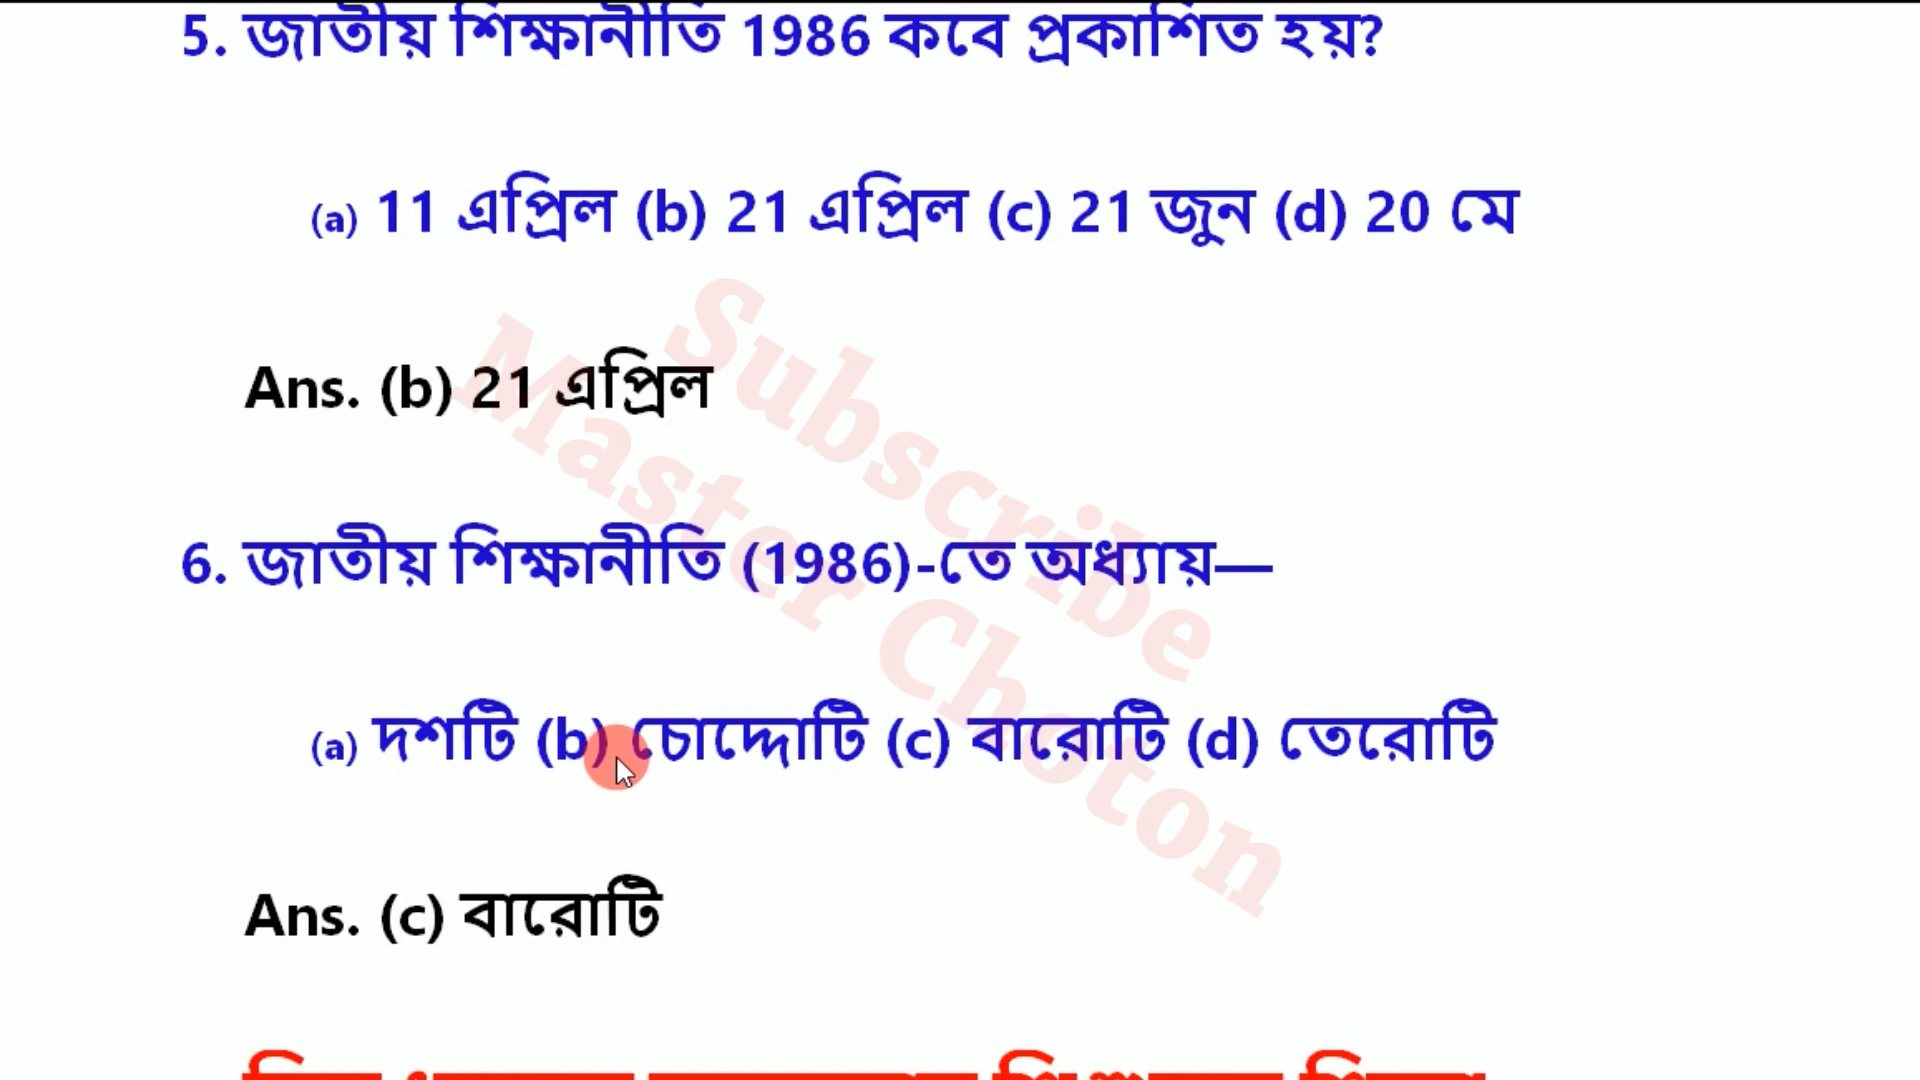 5. জাতীয় শিক্ষানীতি 1986 কবে প্রকাশিত হয়?
(a) 11 এপ্রিল (b) 21 এপ্রিল (c) 21 জুন (d) 20 মে
Ans. (b) 21 এপ্রিল
Subscribe
Master Choton
6. জাতীয় শিক্ষানীতি (1986)-তে অধ্যায়—
(a) দশটি (b) চোদ্দোটি (c) বারোটি (d) তেরোটি
Ans. (c) বারোটি